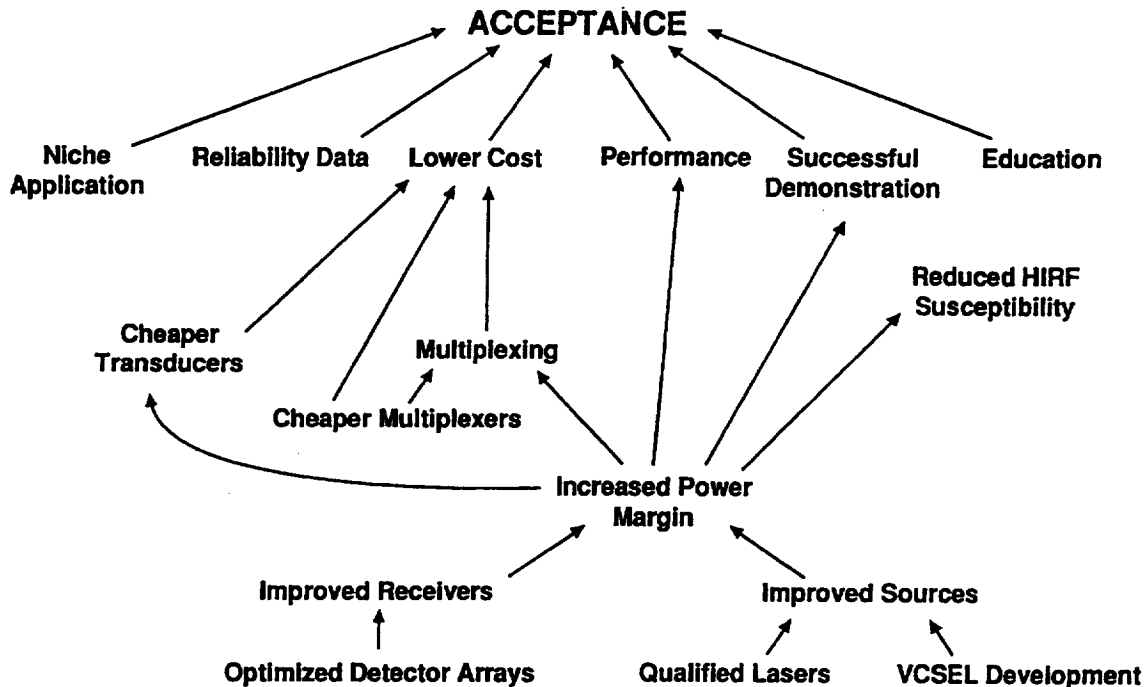 ACCEPTANCE
Niche
Application
Reliability Data
Lower Cost
Performance
Successful
Demonstration
Education
Reduced HIRF
Susceptibility
Cheaper
Transducers
Multiplexing
Cheaper Multiplexers
Increased Power
Margin
Improved Receivers
Improved Sources
Optimized Detector Arrays
Qualified Lasers
VCSEL Development